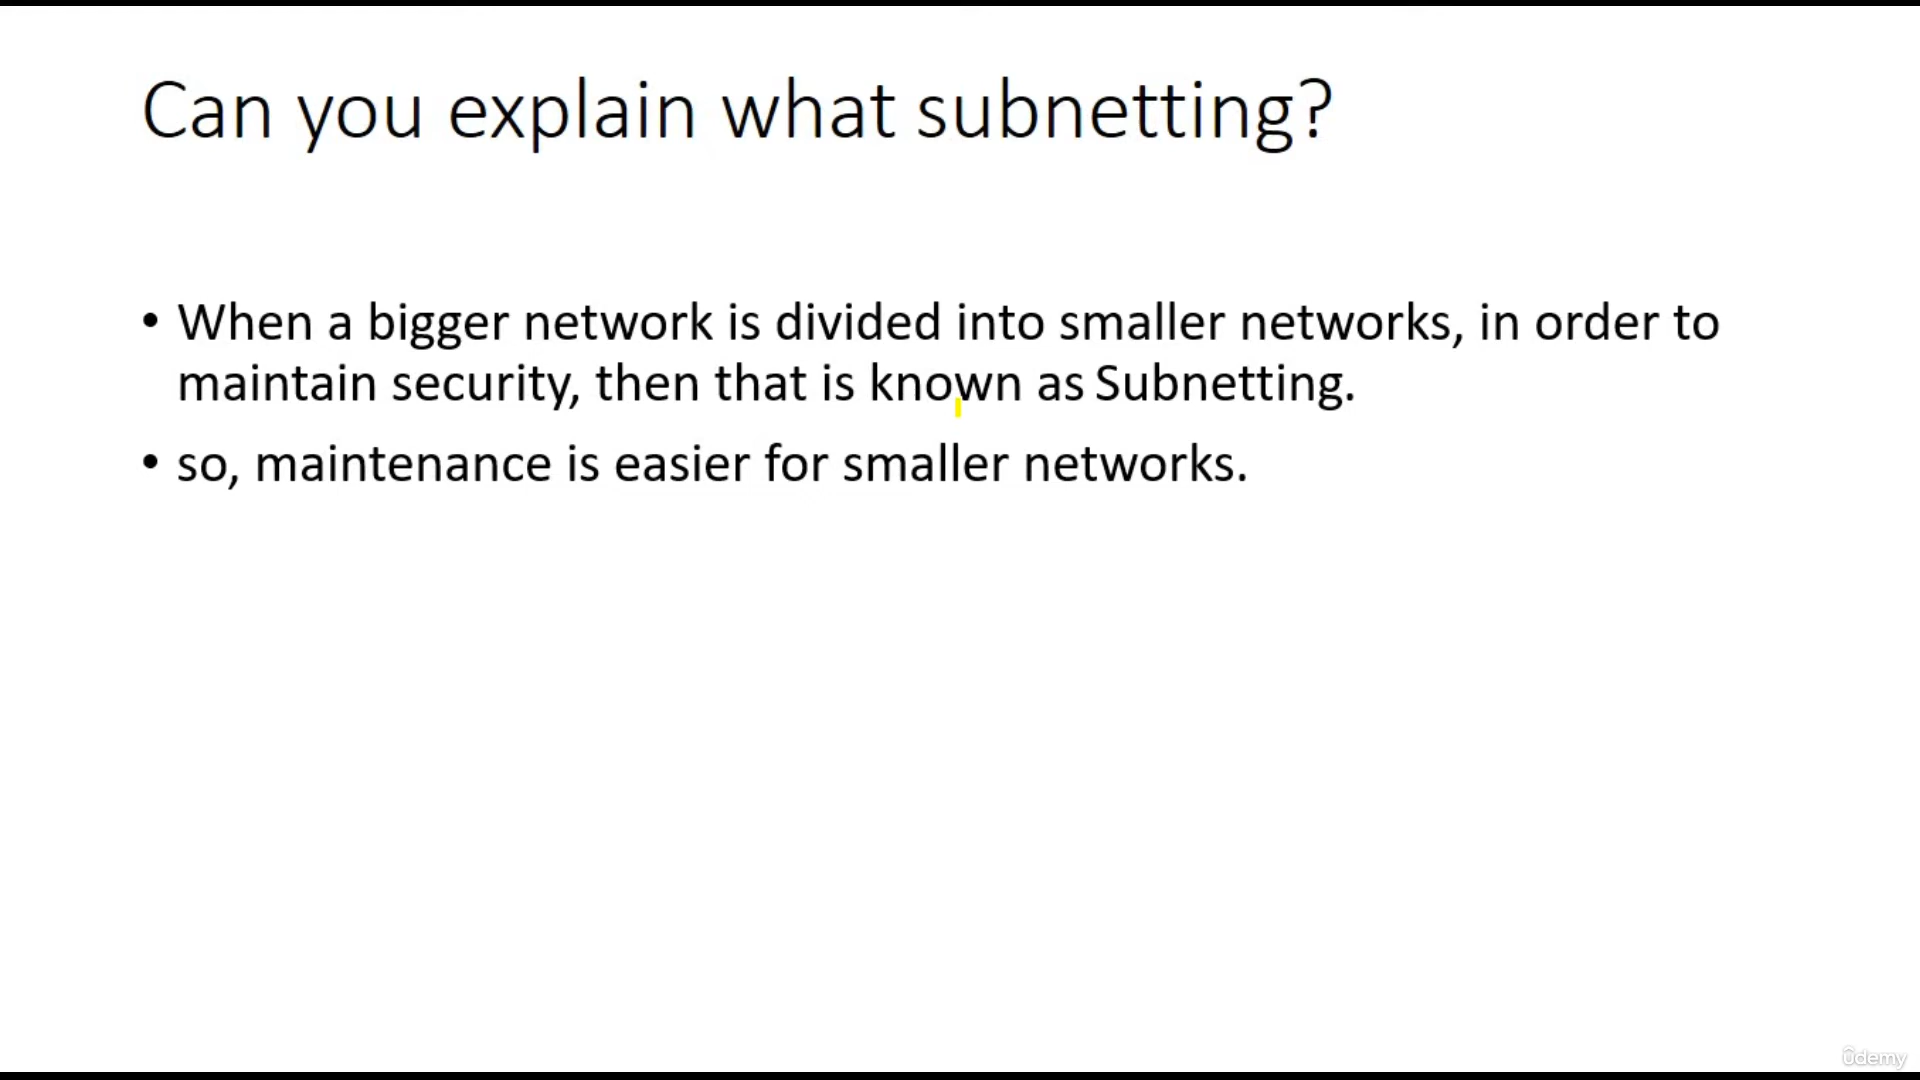 Can you explain what subnetting?
• When a bigger network is divided into smaller networks, in order to
maintain security, then that is known as Subnetting.
• so, maintenance is easier for smaller networks.
ûdemy